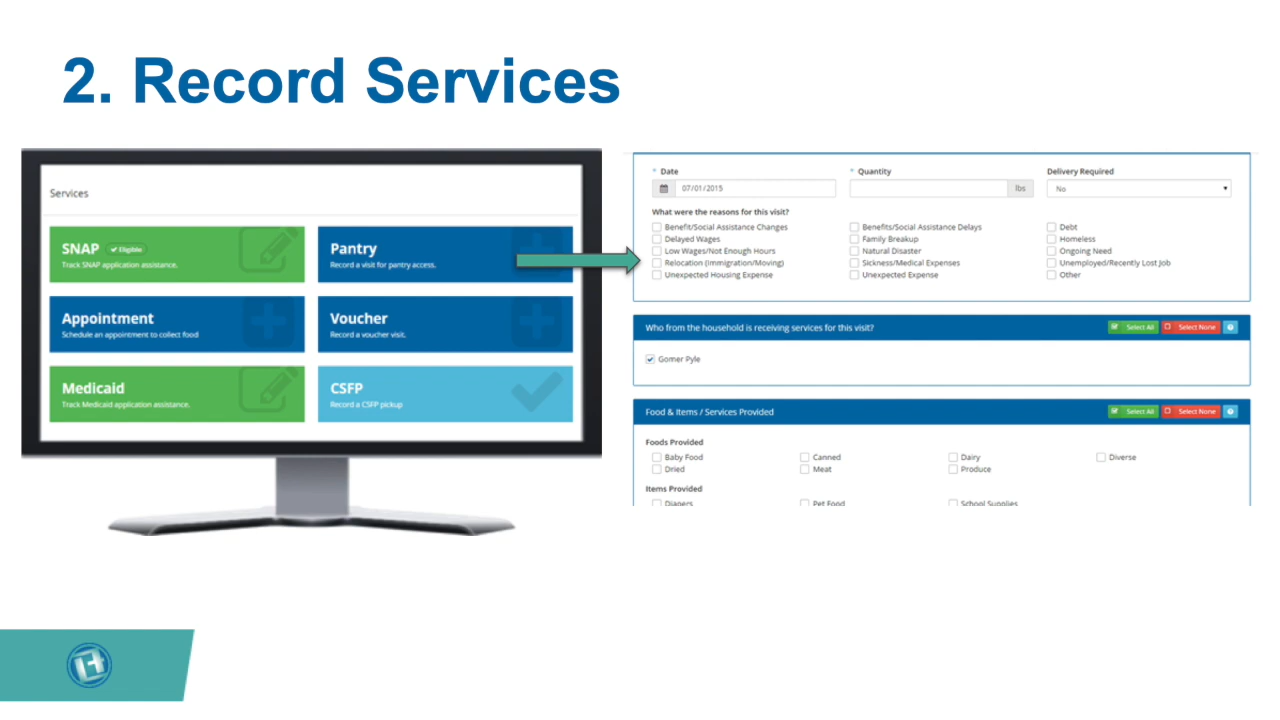 2. Record Services
Services
SNAP ✔ Eligible
Track SNAP application assistance.
Pantry
Record a visit for pantry access.
Appointment
Schedule an appointment to collect food
Voucher
Record a voucher visit.
Medicaid
Track Medicaid application assistance.
CSFP
Record a CSFP pickup
* Date * Quantity Delivery Required
07/01/2015 lbs No
What were the reasons for this visit?
Benefit/Social Assistance Changes Benefits/Social Assistance Delays Debt
Delayed Wages Family Breakup Homeless
Low Wages/Not Enough Hours Natural Disaster Ongoing Need
Relocation (Immigration/Moving) Sickness/Medical Expenses Unemployed/Recently Lost Job
Unexpected Housing Expense Unexpected Expense Other
Who from the household is receiving services for this visit? Select All Select None
Gomer Pyle
Food & Items / Services Provided Select All Select None
Foods Provided
Baby Food Canned Dairy Diverse
Dried Meat Produce
Items Provided
Diapers Pet Food School Supplies